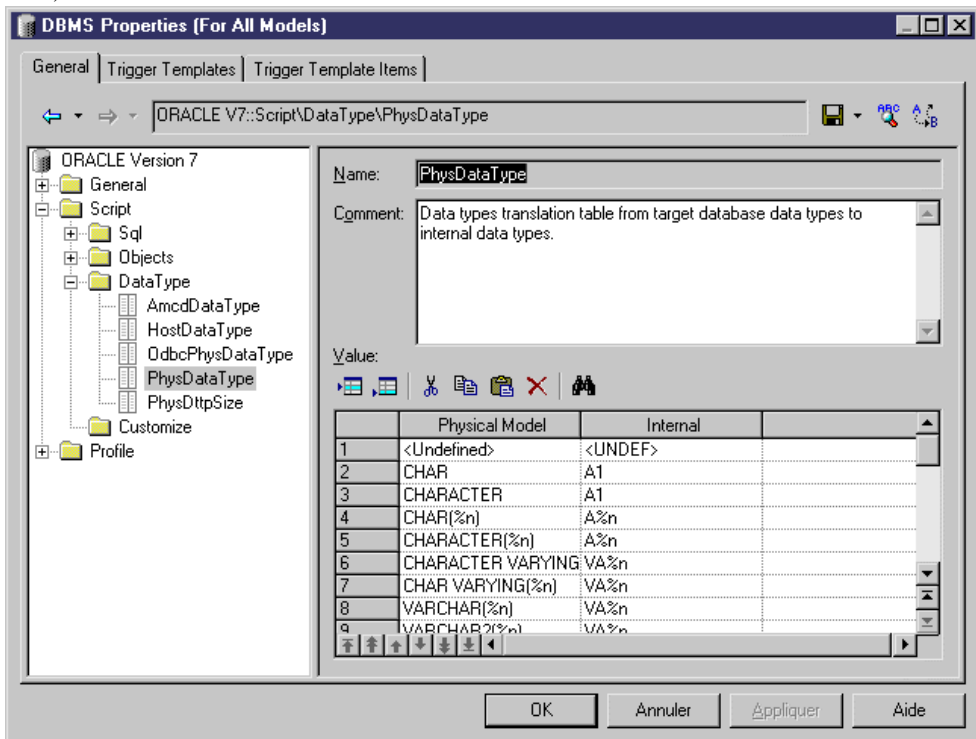 DBMS Properties (For All Models)
General
Trigger Templates
Trigger Template Items
ORACLE V7::Script\DataType\PhysDataType
ORACLE Version 7
General
Script
Sql
Objects
DataType
AmcdDataType
HostDataType
OdbcPhysDataType
PhysDataType
PhysDttpSize
Customize
Profile
Name: PhysDataType
Comment: Data types translation table from target database data types to
internal data types.
Value:
Physical Model Internal
1 <Undefined> <UNDEF>
2 CHAR A1
3 CHARACTER A1
4 CHAR(%n) A%n
5 CHARACTER(%n) A%n
6 CHARACTER VARYING VA%n
7 CHAR VARYING(%n) VA%n
8 VARCHAR(%n) VA%n
9 VARCHAR2(%n) VA%n
OK Annuler Appliquer Aide